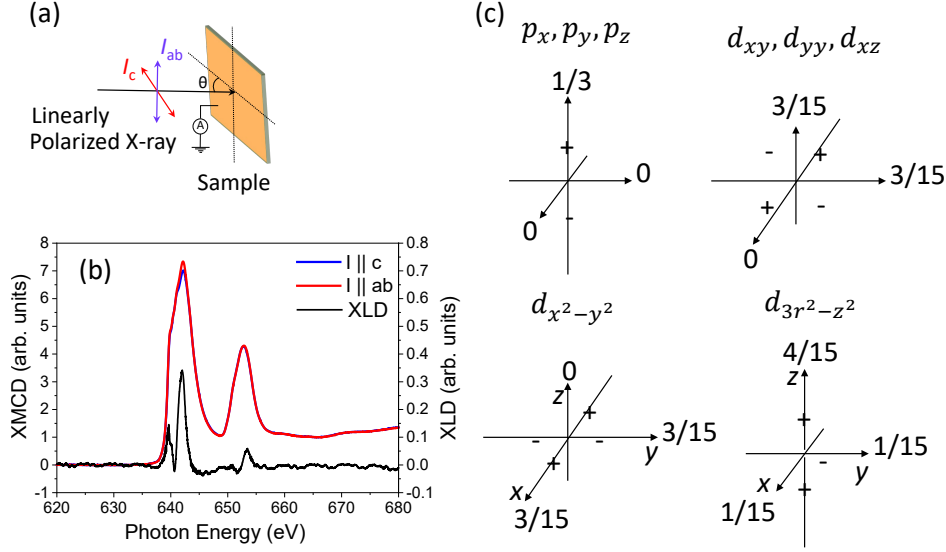 (a)
I_ab
I_c
θ
Linearly
Polarized X-ray
A
Sample
(b)
I || c
I || ab
XLD
XMCD (arb. units)
8
7
6
5
4
3
2
1
0
-1
XLD (arb. units)
0.8
0.7
0.6
0.5
0.4
0.3
0.2
0.1
0.0
-0.1
620 630 640 650 660 670 680
Photon Energy (eV)
(c)
p_x, p_y, p_z
1/3
+
0
0
-
d_xy, d_yy, d_xz
3/15
- +
3/15
+ -
0
d_x²−y²
0
z
+
- -
3/15
+
y
x
3/15
d_3r²−z²
4/15
z
+
1/15
-
x
+
y
1/15